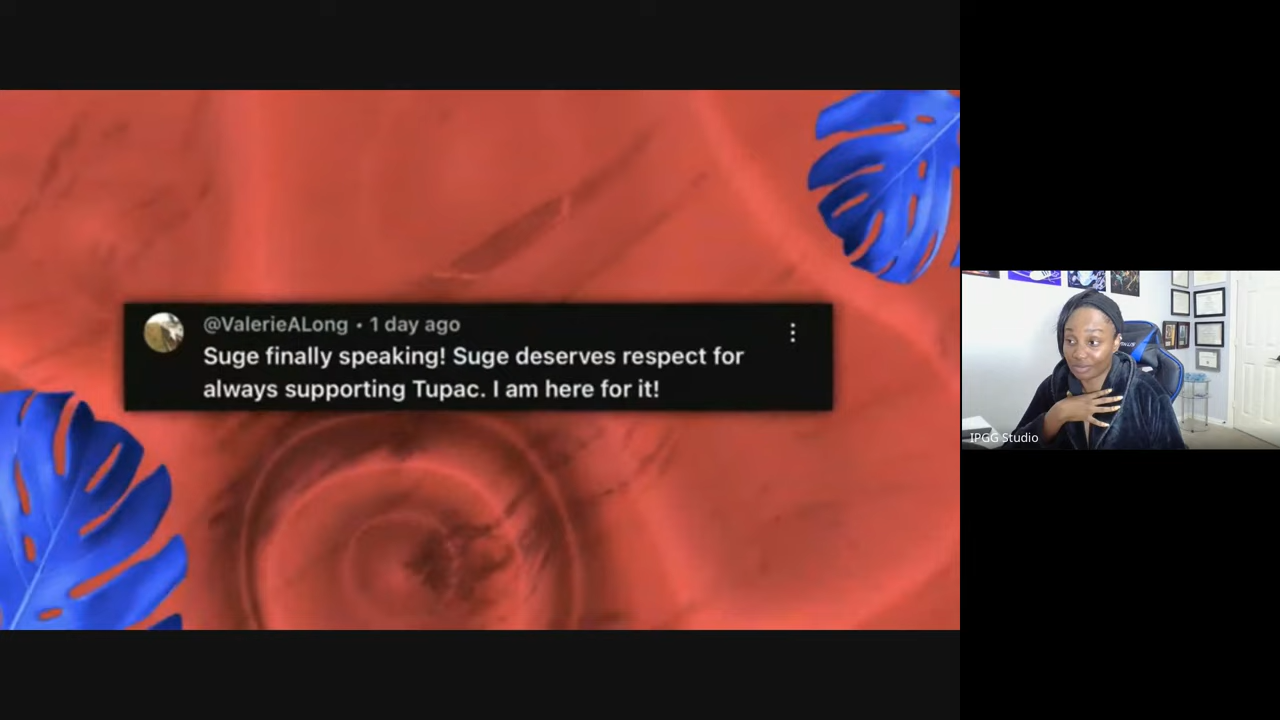 @ValerieALong • 1 day ago
Suge finally speaking! Suge deserves respect for
always supporting Tupac. I am here for it!
IPGG Studio